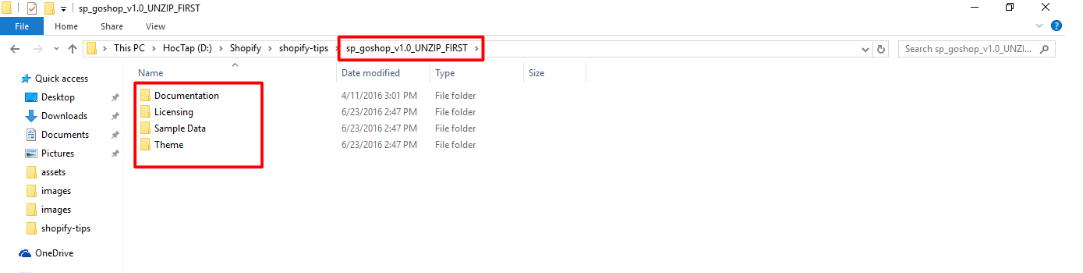 sp_goshop_v1.0_UNZIP_FIRST
File Home Share View
This PC > HocTap (D:) > Shopify > shopify-tips > sp_goshop_v1.0_UNZIP_FIRST > Search sp_goshop_v1.0_UNZI...
Name Date modified Type Size
Quick access
Desktop
Downloads
Documents
Pictures
assets
images
images
shopify-tips
OneDrive
Documentation 4/11/2016 3:01 PM File folder
Licensing 6/23/2016 2:47 PM File folder
Sample Data 6/23/2016 2:47 PM File folder
Theme 6/23/2016 2:47 PM File folder